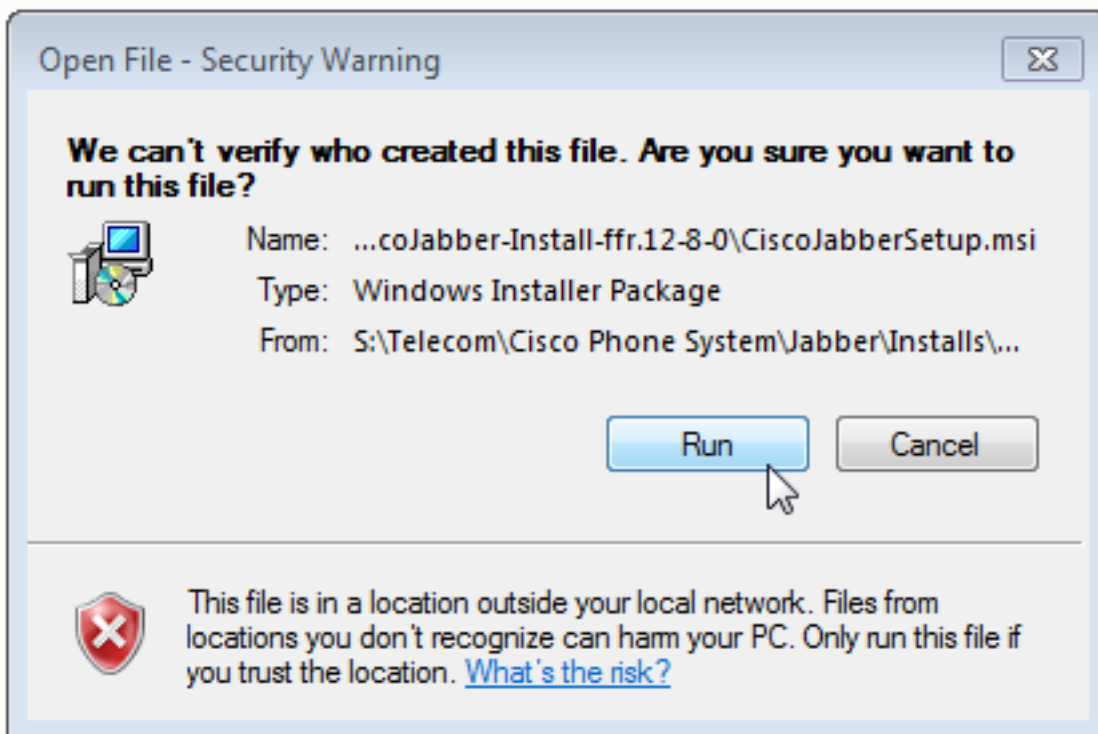 Open File - Security Warning
We can't verify who created this file. Are you sure you want to
run this file?
Name: ...coJabber-Install-ffr.12-8-0\CiscoJabberSetup.msi
Type: Windows Installer Package
From: S:\Telecom\Cisco Phone System\Jabber\Installs\...
Run Cancel
This file is in a location outside your local network. Files from
locations you don't recognize can harm your PC. Only run this file if
you trust the location. What's the risk?